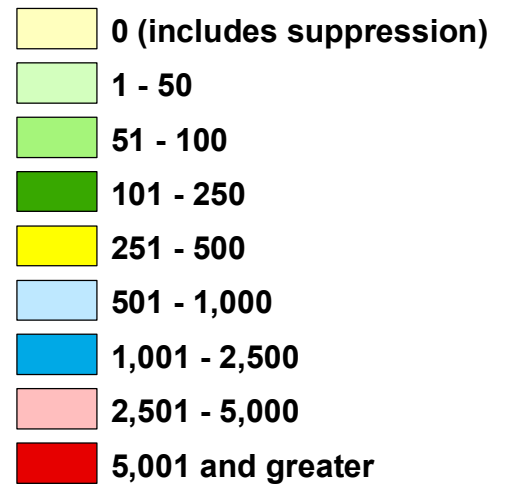 0 (includes suppression)
1 - 50
51 - 100
101 - 250
251 - 500
501 - 1,000
1,001 - 2,500
2,501 - 5,000
5,001 and greater